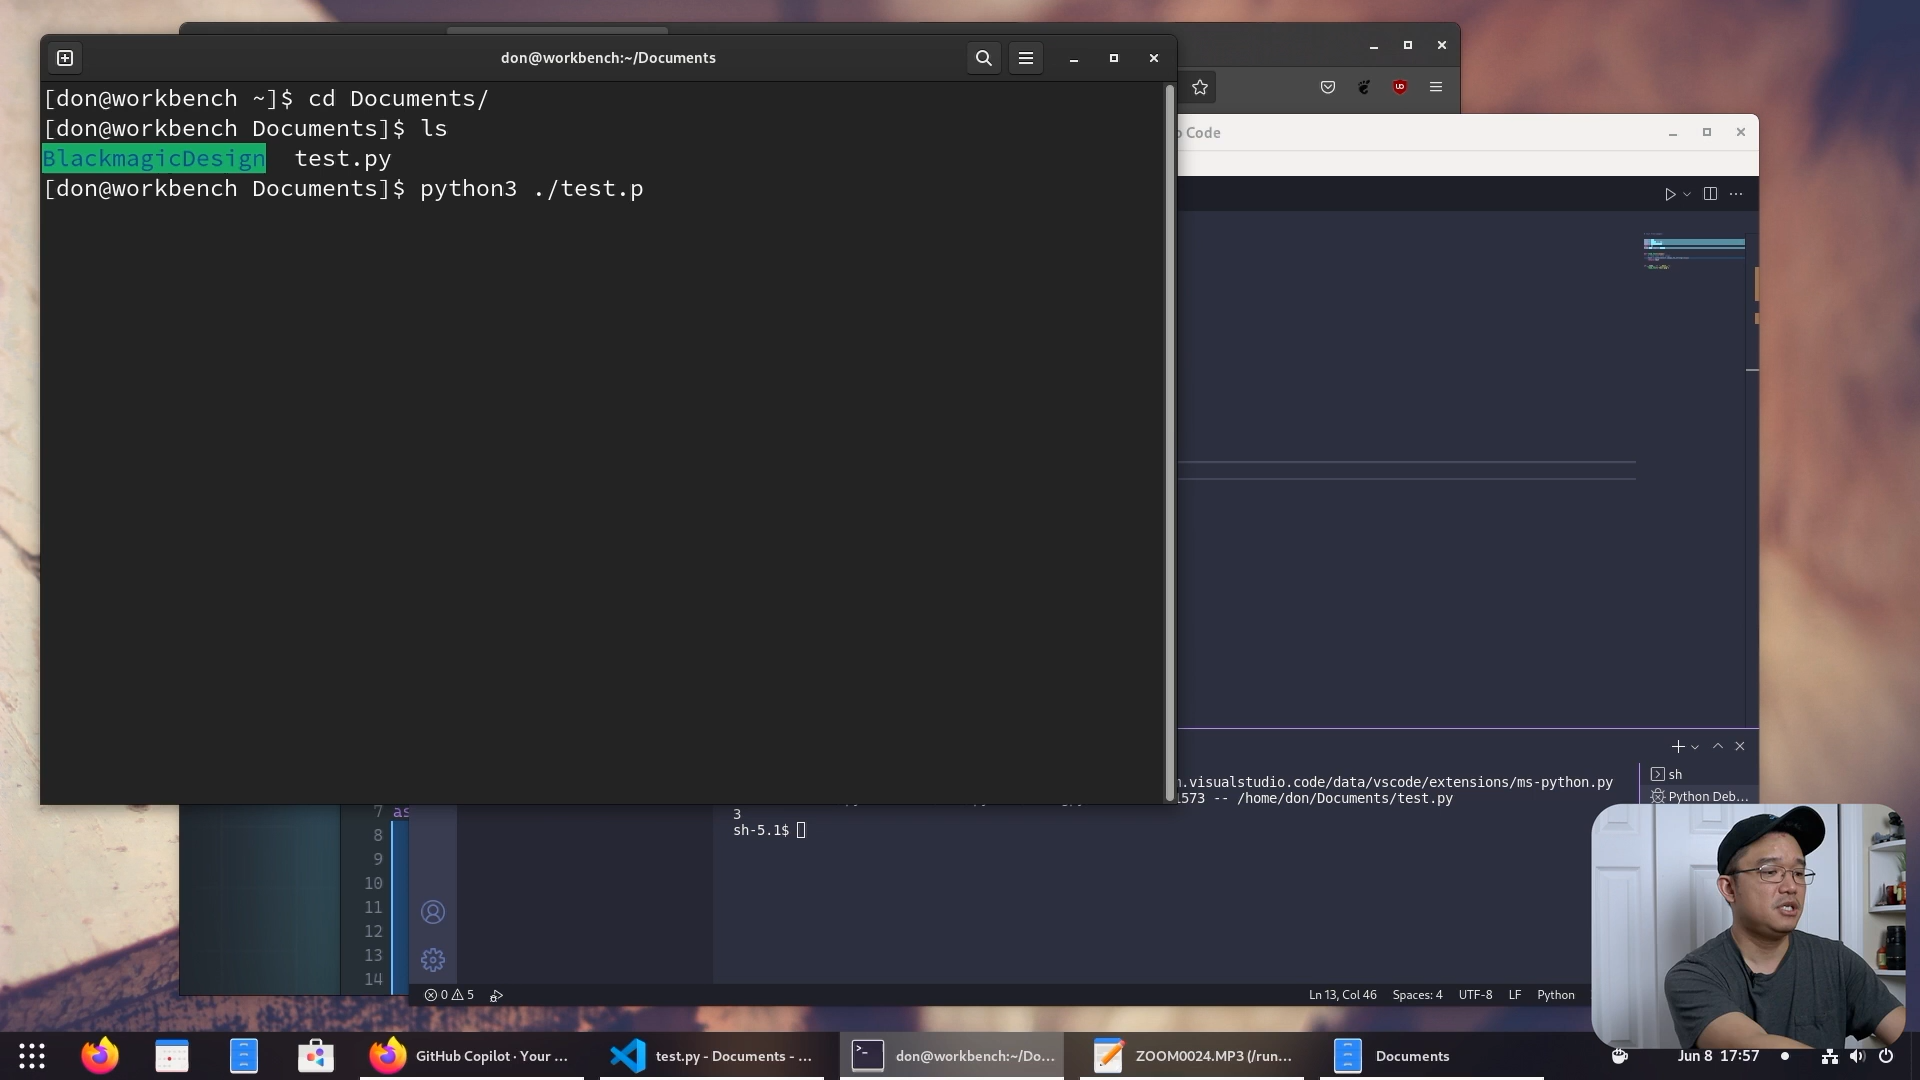 don@workbench:~/Documents
[don@workbench ~]$ cd Documents/
[don@workbench Documents]$ ls
BlackmagicDesign test.py
[don@workbench Documents]$ python3 ./test.p
Code
.visualstudio.code/data/vscode/extensions/ms-python.py
1573 -- /home/don/Documents/test.py
3
sh-5.1$
sh
Python Deb...
7 as
8
9
10
11
12
13
14
0 5
Ln 13, Col 46 Spaces: 4 UTF-8 LF Python
GitHub Copilot · Your ...
test.py - Documents - ...
don@workbench:~/Do...
ZOOM0024.MP3 (/run...
Documents
Jun 8 17:57